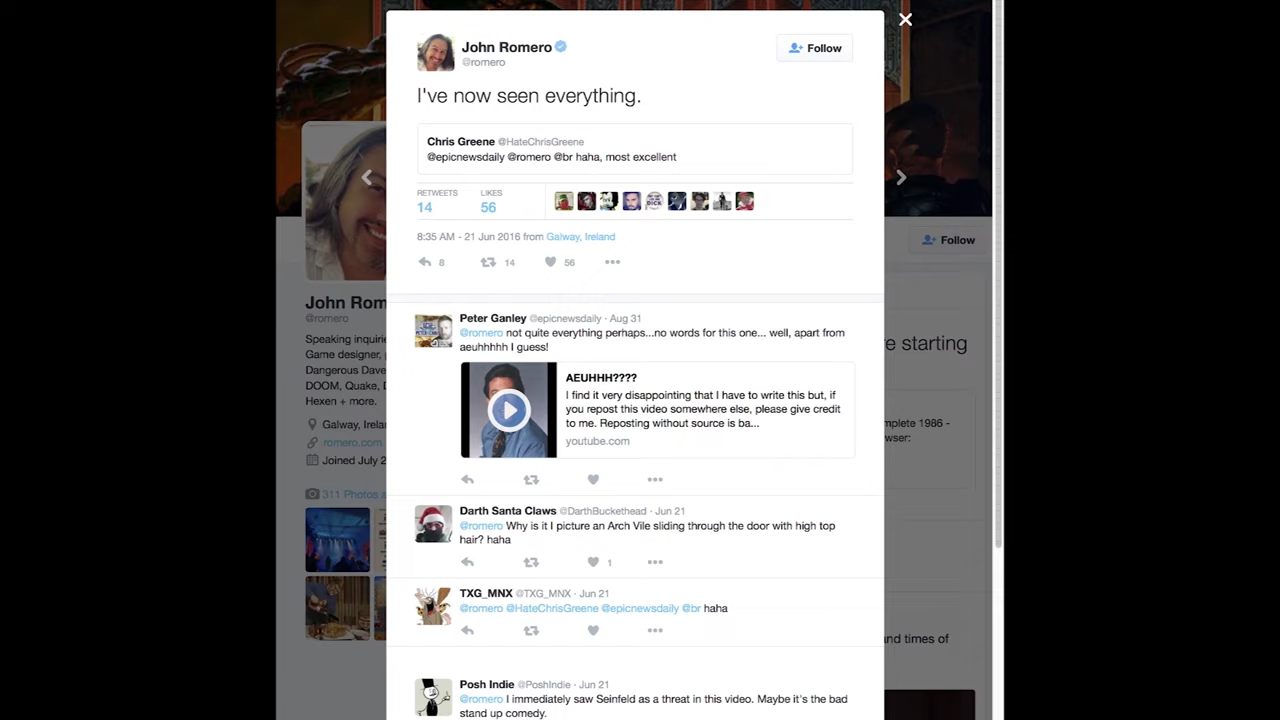 John Romero
@romero
Follow
I've now seen everything.
Chris Greene @HateChrisGreene
@epicnewsdaily @romero @br haha, most excellent
RETWEETS
LIKES
14
56
8:35 AM - 21 Jun 2016 from Galway, Ireland
8
14
56
Peter Ganley @epicnewsdaily · Aug 31
@romero not quite everything perhaps...no words for this one... well, apart from
aeuhhhhh I guess!
AEUHHH????
I find it very disappointing that I have to write this but, if
you repost this video somewhere else, please give credit
to me. Reposting without source is ba...
youtube.com
Darth Santa Claws @DarthBuckethead · Jun 21
@romero Why is it I picture an Arch Vile sliding through the door with high top
hair? haha
1
TXG_MNX @TXG_MNX · Jun 21
@romero @HateChrisGreene @epicnewsdaily @br haha
Posh Indie @PoshIndie · Jun 21
@romero I immediately saw Seinfeld as a threat in this video. Maybe it's the bad
stand up comedy.
John Rom
@romero
Speaking inquirie
Game designer,
Dangerous Dave
DOOM, Quake, D
Hexen + more.
Galway, Irela
romero.com
Joined July 2
311 Photos a
Follow
e starting
mplete 1986 -
wser:
and times of